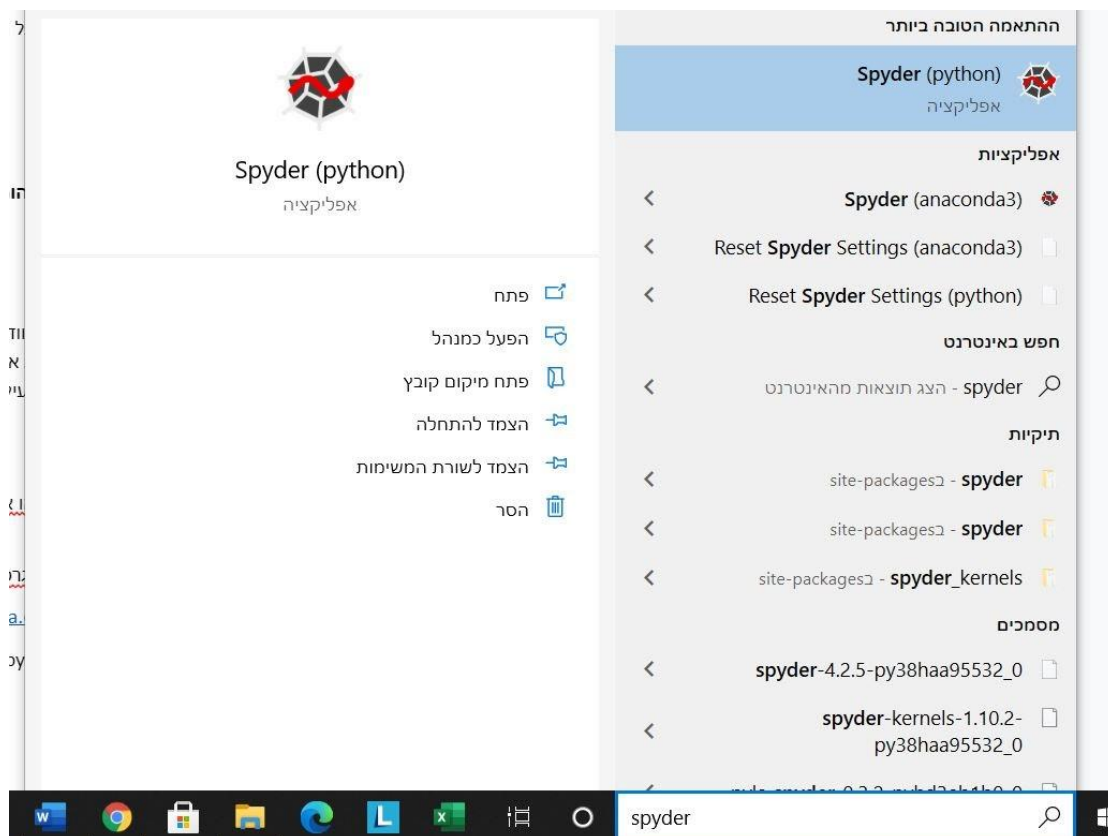 ההתאמה הטובה ביותר
Spyder (python)
אפליקציה
אפליקציות
Spyder (anaconda3)
Reset Spyder Settings (anaconda3)
Reset Spyder Settings (python)
חפש באינטרנט
spyder - הצג תוצאות מהאינטרנט
תיקיות
spyder - בsite-packages
spyder - בsite-packages
spyder_kernels - בsite-packages
מסמכים
spyder-4.2.5-py38haa95532_0
spyder-kernels-1.10.2-
py38haa95532_0
Spyder (python)
אפליקציה
פתח
הפעל כמנהל
פתח מיקום קובץ
הצמד להתחלה
הצמד לשורת המשימות
הסר
spyder